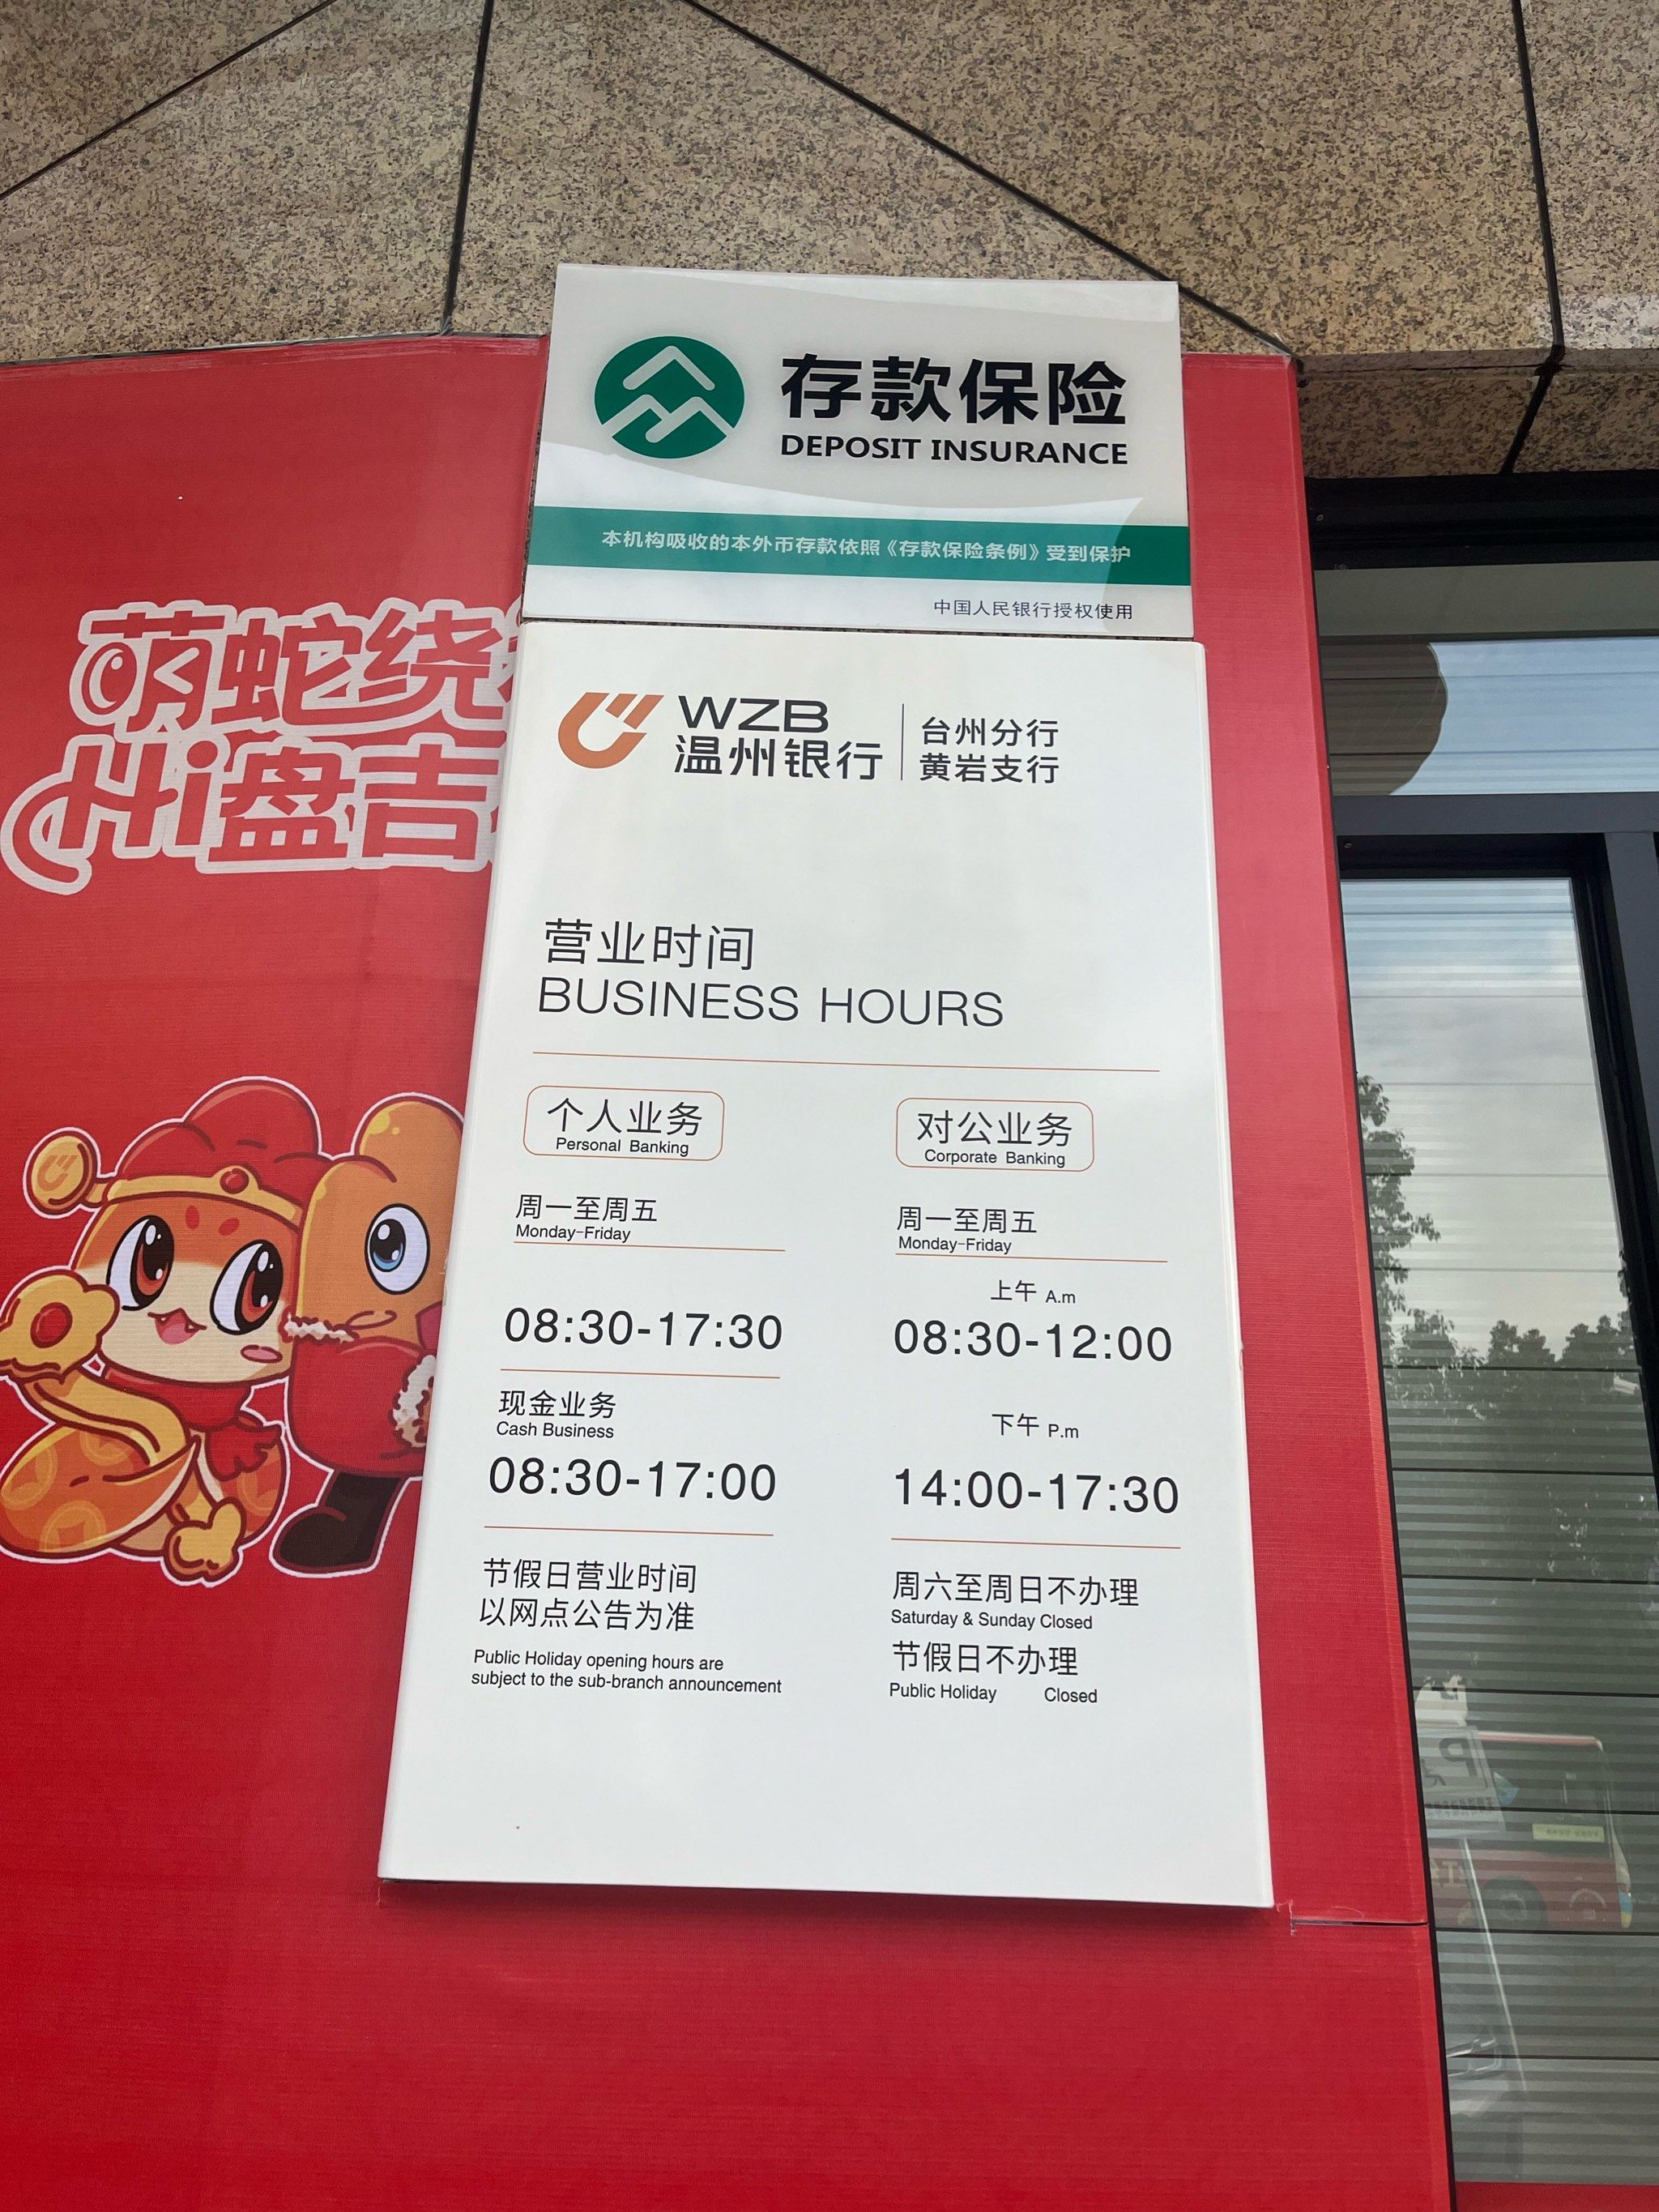 存款保险
DEPOSIT INSURANCE
本机构吸收的本外币存款依照《存款保险条例》受到保护
中国人民银行授权使用
萌蛇绕
Hi盘吉
WZB
温州银行
台州分行
黄岩支行
营业时间
BUSINESS HOURS
个人业务
Personal Banking
周一至周五
Monday-Friday
08:30-17:30
现金业务
Cash Business
08:30-17:00
节假日营业时间
以网点公告为准
Public Holiday opening hours are
subject to the sub-branch announcement
对公业务
Corporate Banking
周一至周五
Monday-Friday
上午 A.m
08:30-12:00
下午 P.m
14:00-17:30
周六至周日不办理
Saturday & Sunday Closed
节假日不办理
Public Holiday Closed